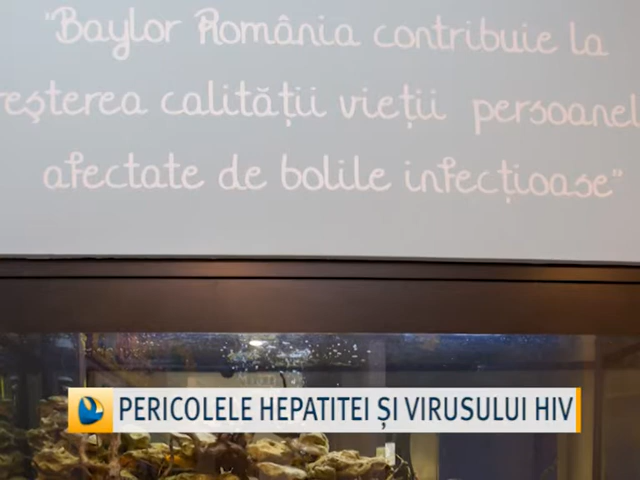 "Baylor România contribuie la
reșterea calității vieții persoanel
afectate de bolile infecțioase"
PERICOLELE HEPATITEI ȘI VIRUSULUI HIV